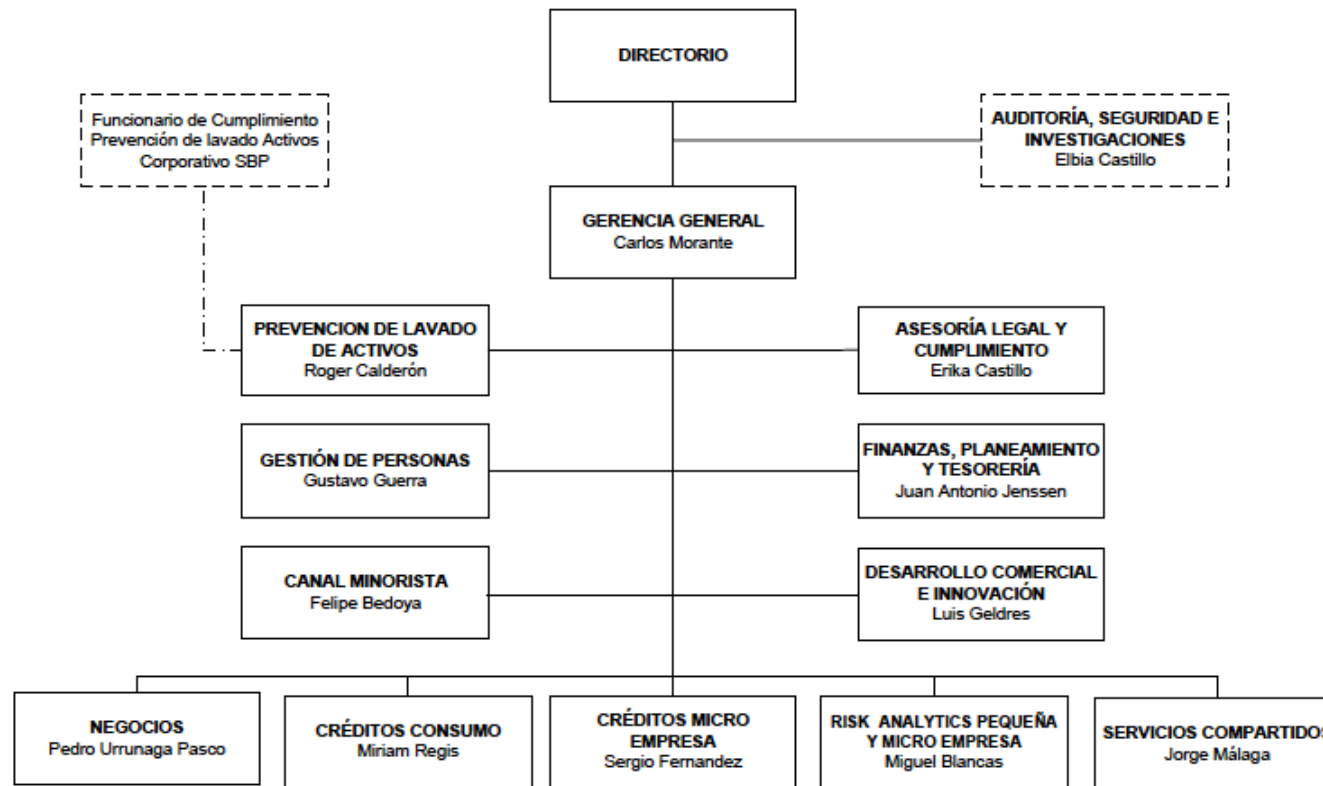 DIRECTORIO
Funcionario de Cumplimiento
Prevención de lavado Activos
Corporativo SBP
AUDITORÍA, SEGURIDAD E
INVESTIGACIONES
Elbia Castillo
GERENCIA GENERAL
Carlos Morante
PREVENCION DE LAVADO
DE ACTIVOS
Roger Calderón
ASESORÍA LEGAL Y
CUMPLIMIENTO
Erika Castillo
GESTIÓN DE PERSONAS
Gustavo Guerra
FINANZAS, PLANEAMIENTO
Y TESORERÍA
Juan Antonio Jenssen
CANAL MINORISTA
Felipe Bedoya
DESARROLLO COMERCIAL
E INNOVACIÓN
Luis Geldres
NEGOCIOS
Pedro Urrunaga Pasco
CRÉDITOS CONSUMO
Miriam Regis
CRÉDITOS MICRO
EMPRESA
Sergio Fernandez
RISK ANALYTICS PEQUEÑA
Y MICRO EMPRESA
Miguel Blancas
SERVICIOS COMPARTIDOS
Jorge Málaga